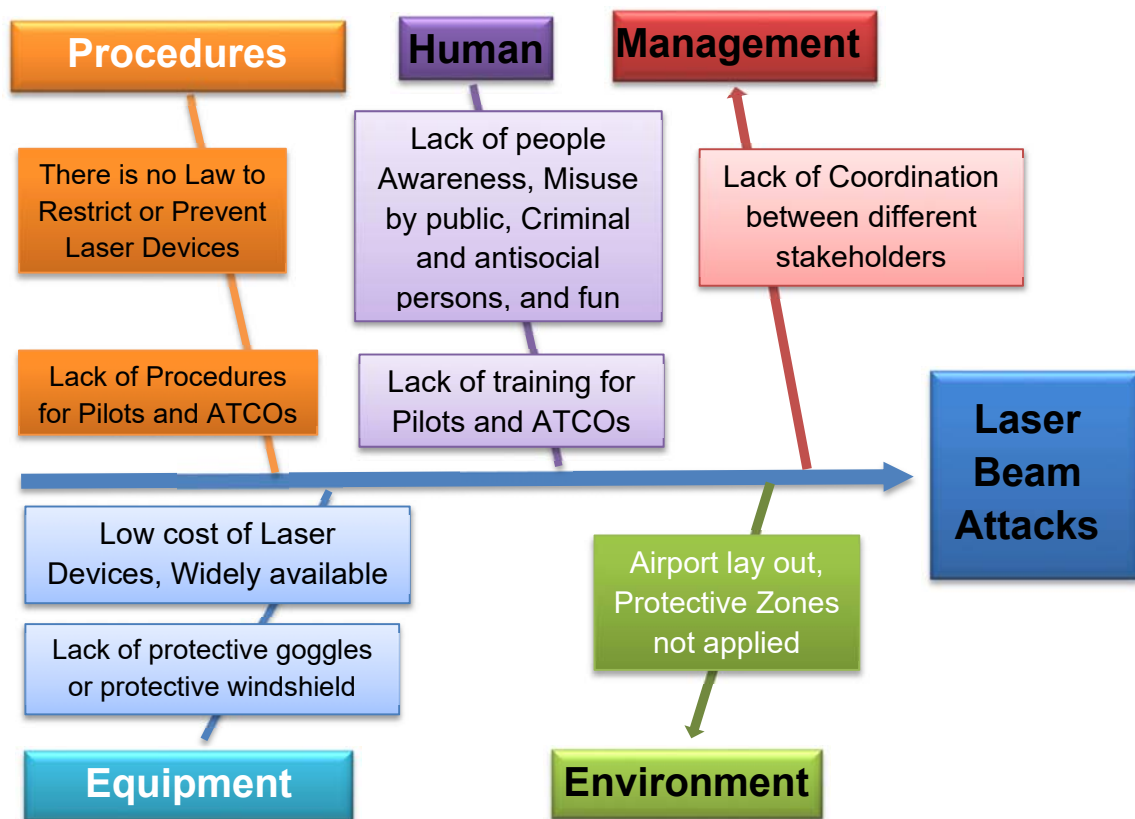 Procedures
Human
Management
There is no Law to
Restrict or Prevent
Laser Devices
Lack of people
Awareness, Misuse
by public, Criminal
and antisocial
persons, and fun
Lack of Coordination
between different
stakeholders
Lack of Procedures
for Pilots and ATCOs
Lack of training for
Pilots and ATCOs
Laser
Beam
Attacks
Low cost of Laser
Devices, Widely available
Lack of protective goggles
or protective windshield
Airport lay out,
Protective Zones
not applied
Equipment
Environment